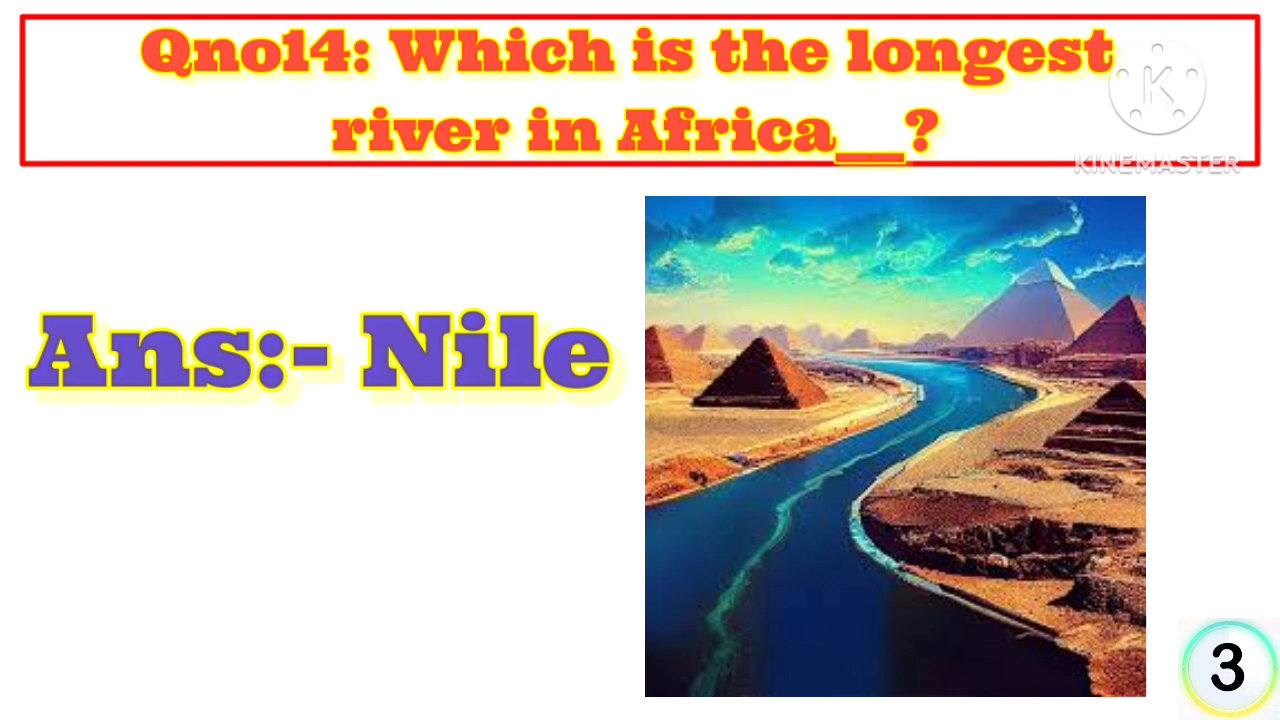 Qno14: Which is the longest
river in Africa__?
K
KINEMASTER
Ans:- Nile
3